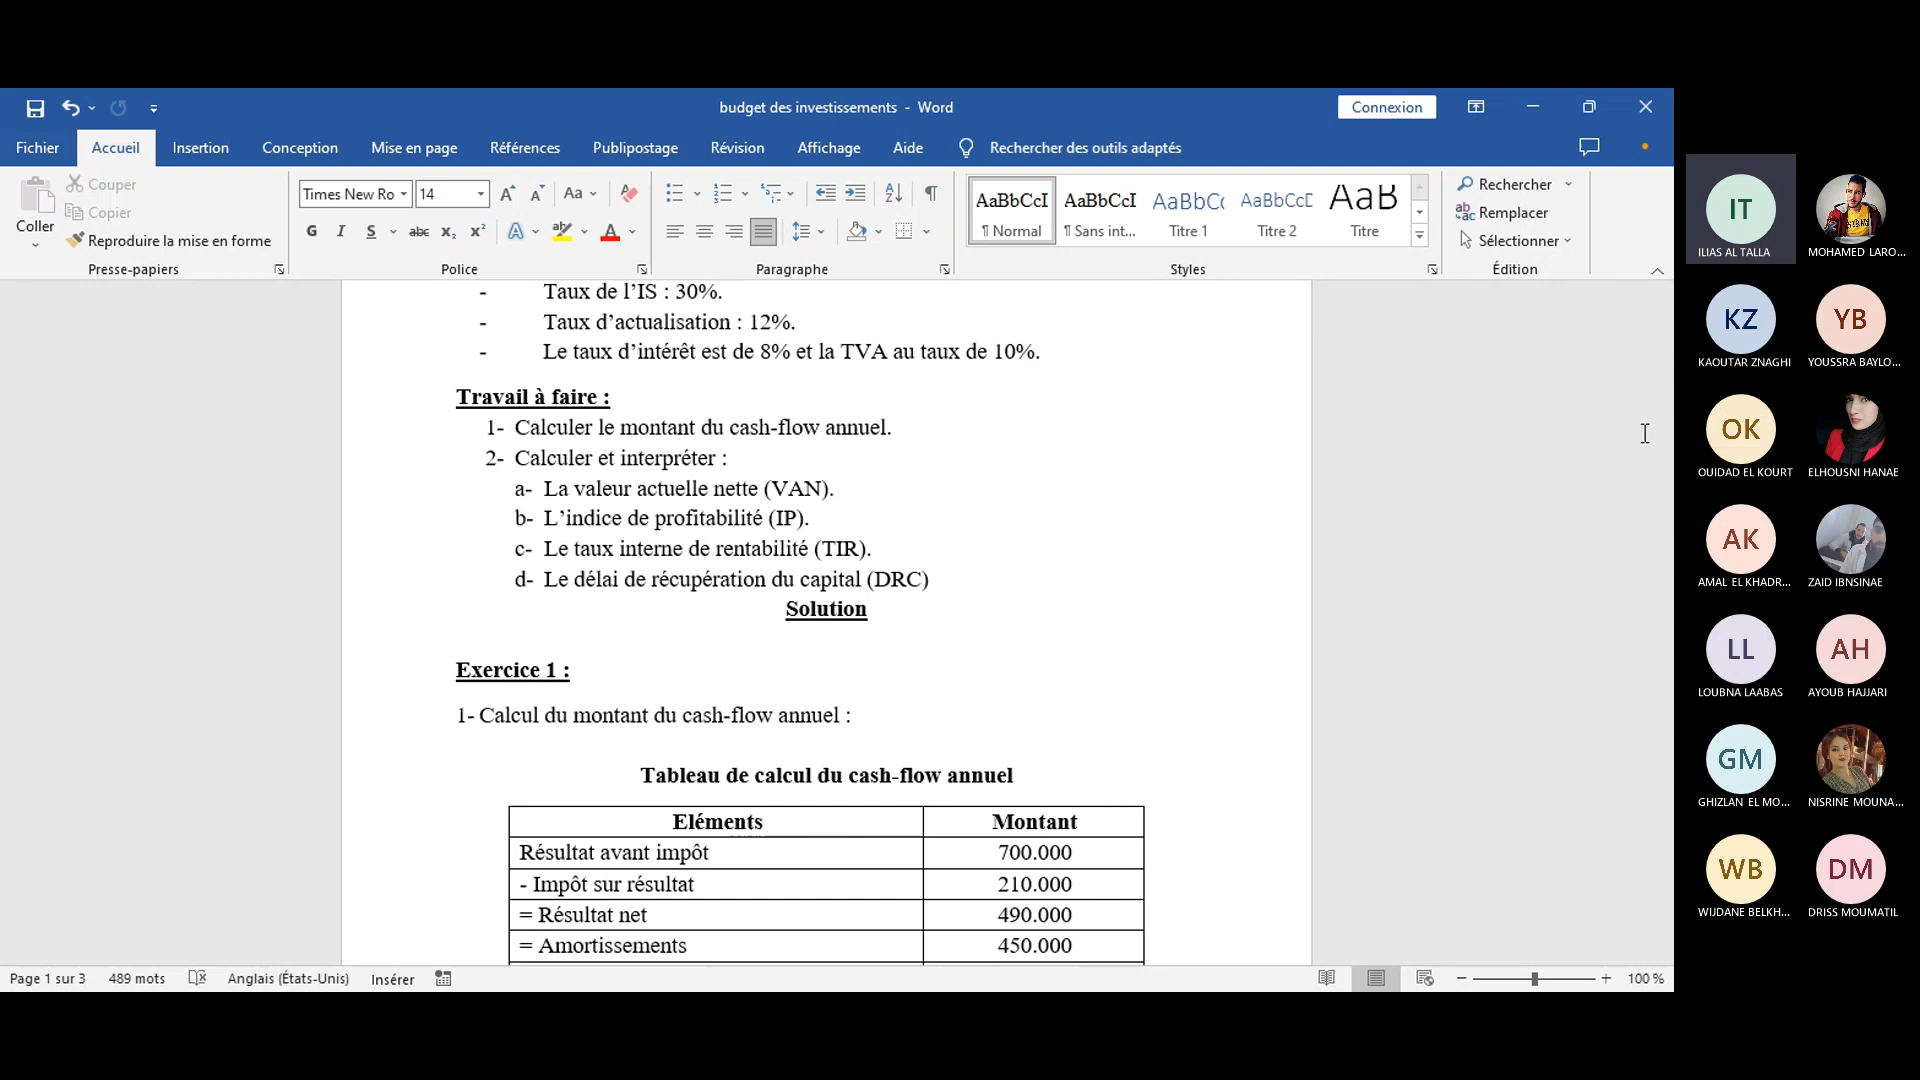 budget des investissements - Word
Connexion
Fichier
Accueil
Insertion
Conception
Mise en page
Références
Publipostage
Révision
Affichage
Aide
Rechercher des outils adaptés
Coller
Couper
Copier
Reproduire la mise en forme
Presse-papiers
Times New Ro
14
Aa
G I S abc x₂ x²
A
A
Police
Paragraphe
AaBbCcI
¶ Normal
AaBbCcI
¶ Sans int...
AaBbCc
Titre 1
AaBbCcD
Titre 2
AaB
Titre
Styles
Rechercher
Remplacer
Sélectionner
Édition
- Taux de l’IS : 30%.
- Taux d’actualisation : 12%.
- Le taux d’intérêt est de 8% et la TVA au taux de 10%.
Travail à faire :
1- Calculer le montant du cash-flow annuel.
2- Calculer et interpréter :
a- La valeur actuelle nette (VAN).
b- L’indice de profitabilité (IP).
c- Le taux interne de rentabilité (TIR).
d- Le délai de récupération du capital (DRC)
Solution
Exercice 1 :
1- Calcul du montant du cash-flow annuel :
Tableau de calcul du cash-flow annuel
Eléments Montant
Résultat avant impôt 700.000
- Impôt sur résultat 210.000
= Résultat net 490.000
= Amortissements 450.000
Page 1 sur 3
489 mots
Anglais (États-Unis)
Insérer
100 %
IT
ILIAS AL TALLA
MOHAMED LARO...
KZ
KAOUTAR ZNAGHI
YB
YOUSSRA BAYLO...
OK
OUIDAD EL KOURT
ELHOUSNI HANAE
AK
AMAL EL KHADR...
ZAID IBNSINAE
LL
LOUBNA LAABAS
AH
AYOUB HAJJARI
GM
GHIZLAN EL MO...
NISRINE MOUNA...
WB
WIJDANE BELKH...
DM
DRISS MOUMATIL